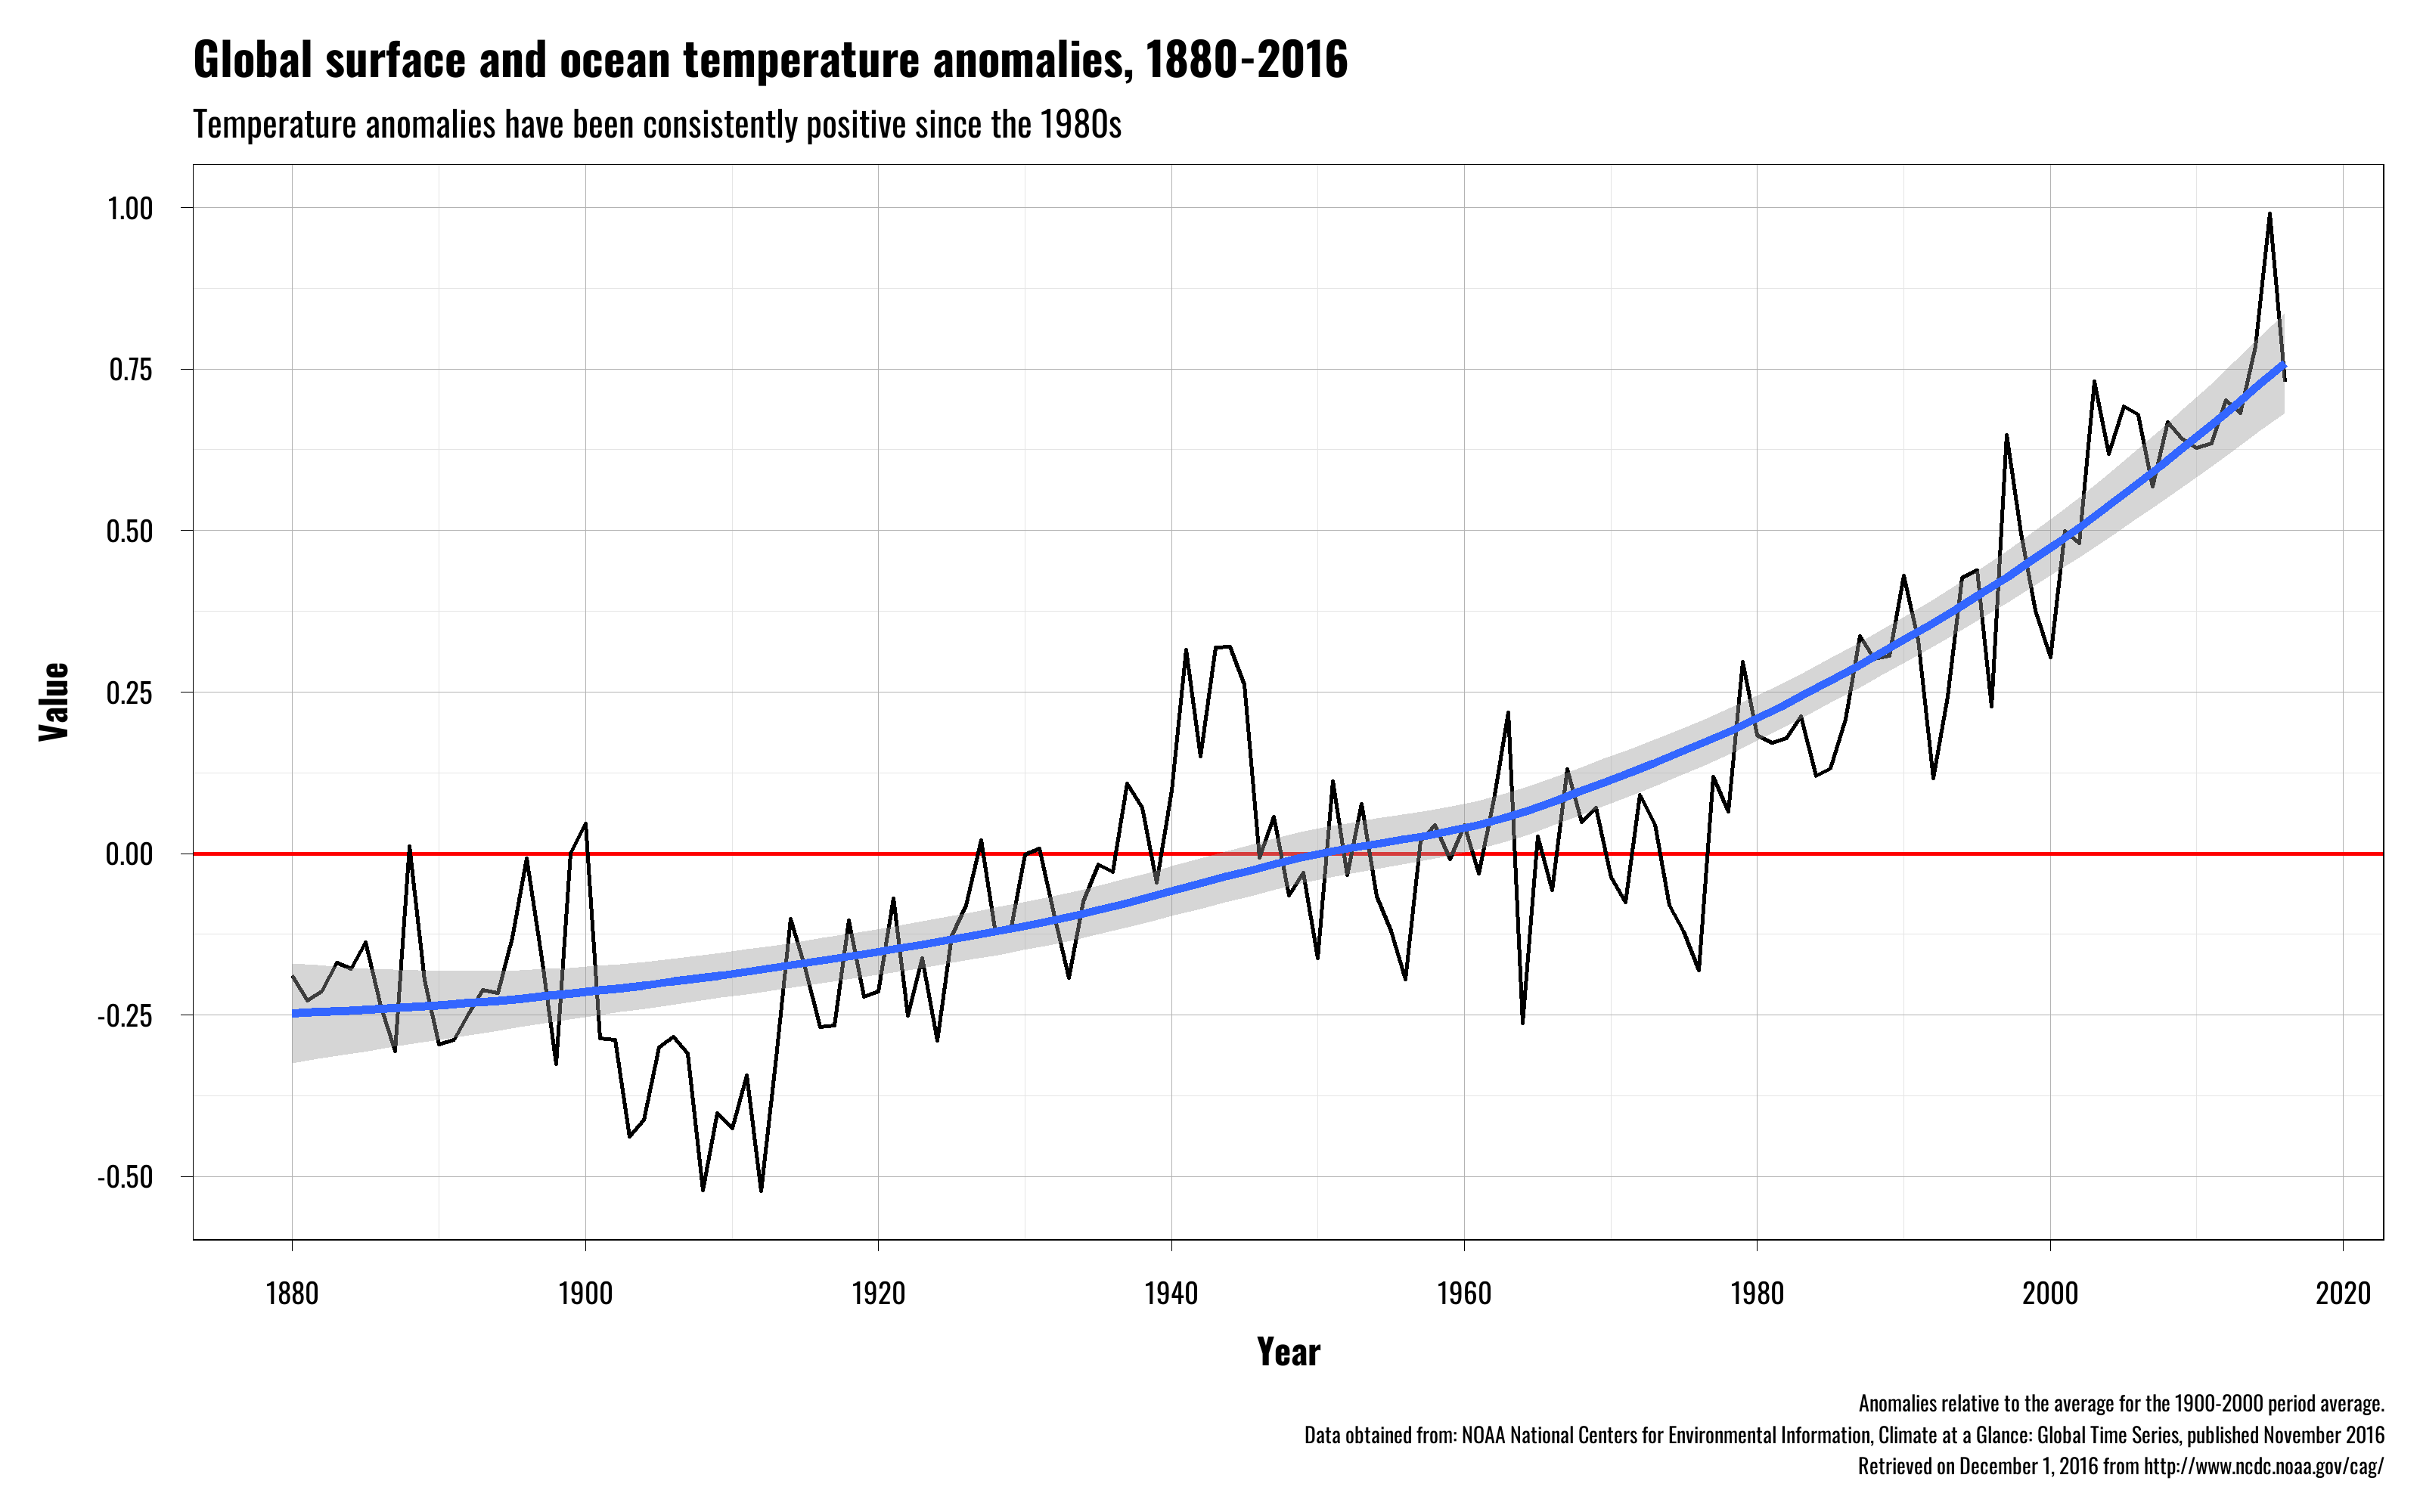 Global surface and ocean temperature anomalies, 1880-2016
Temperature anomalies have been consistently positive since the 1980s
1.00
0.75
0.50
0.25
0.00
-0.25
-0.50
Value
1880 1900 1920 1940 1960 1980 2000 2020
Year
Anomalies relative to the average for the 1900-2000 period average.
Data obtained from: NOAA National Centers for Environmental Information, Climate at a Glance: Global Time Series, published November 2016
Retrieved on December 1, 2016 from http://www.ncdc.noaa.gov/cag/